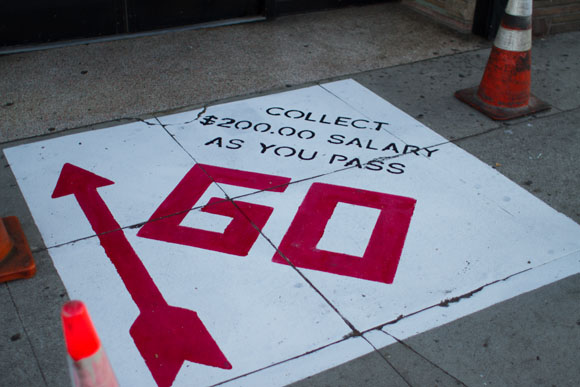 COLLECT
$200.00 SALARY
AS YOU PASS
GO